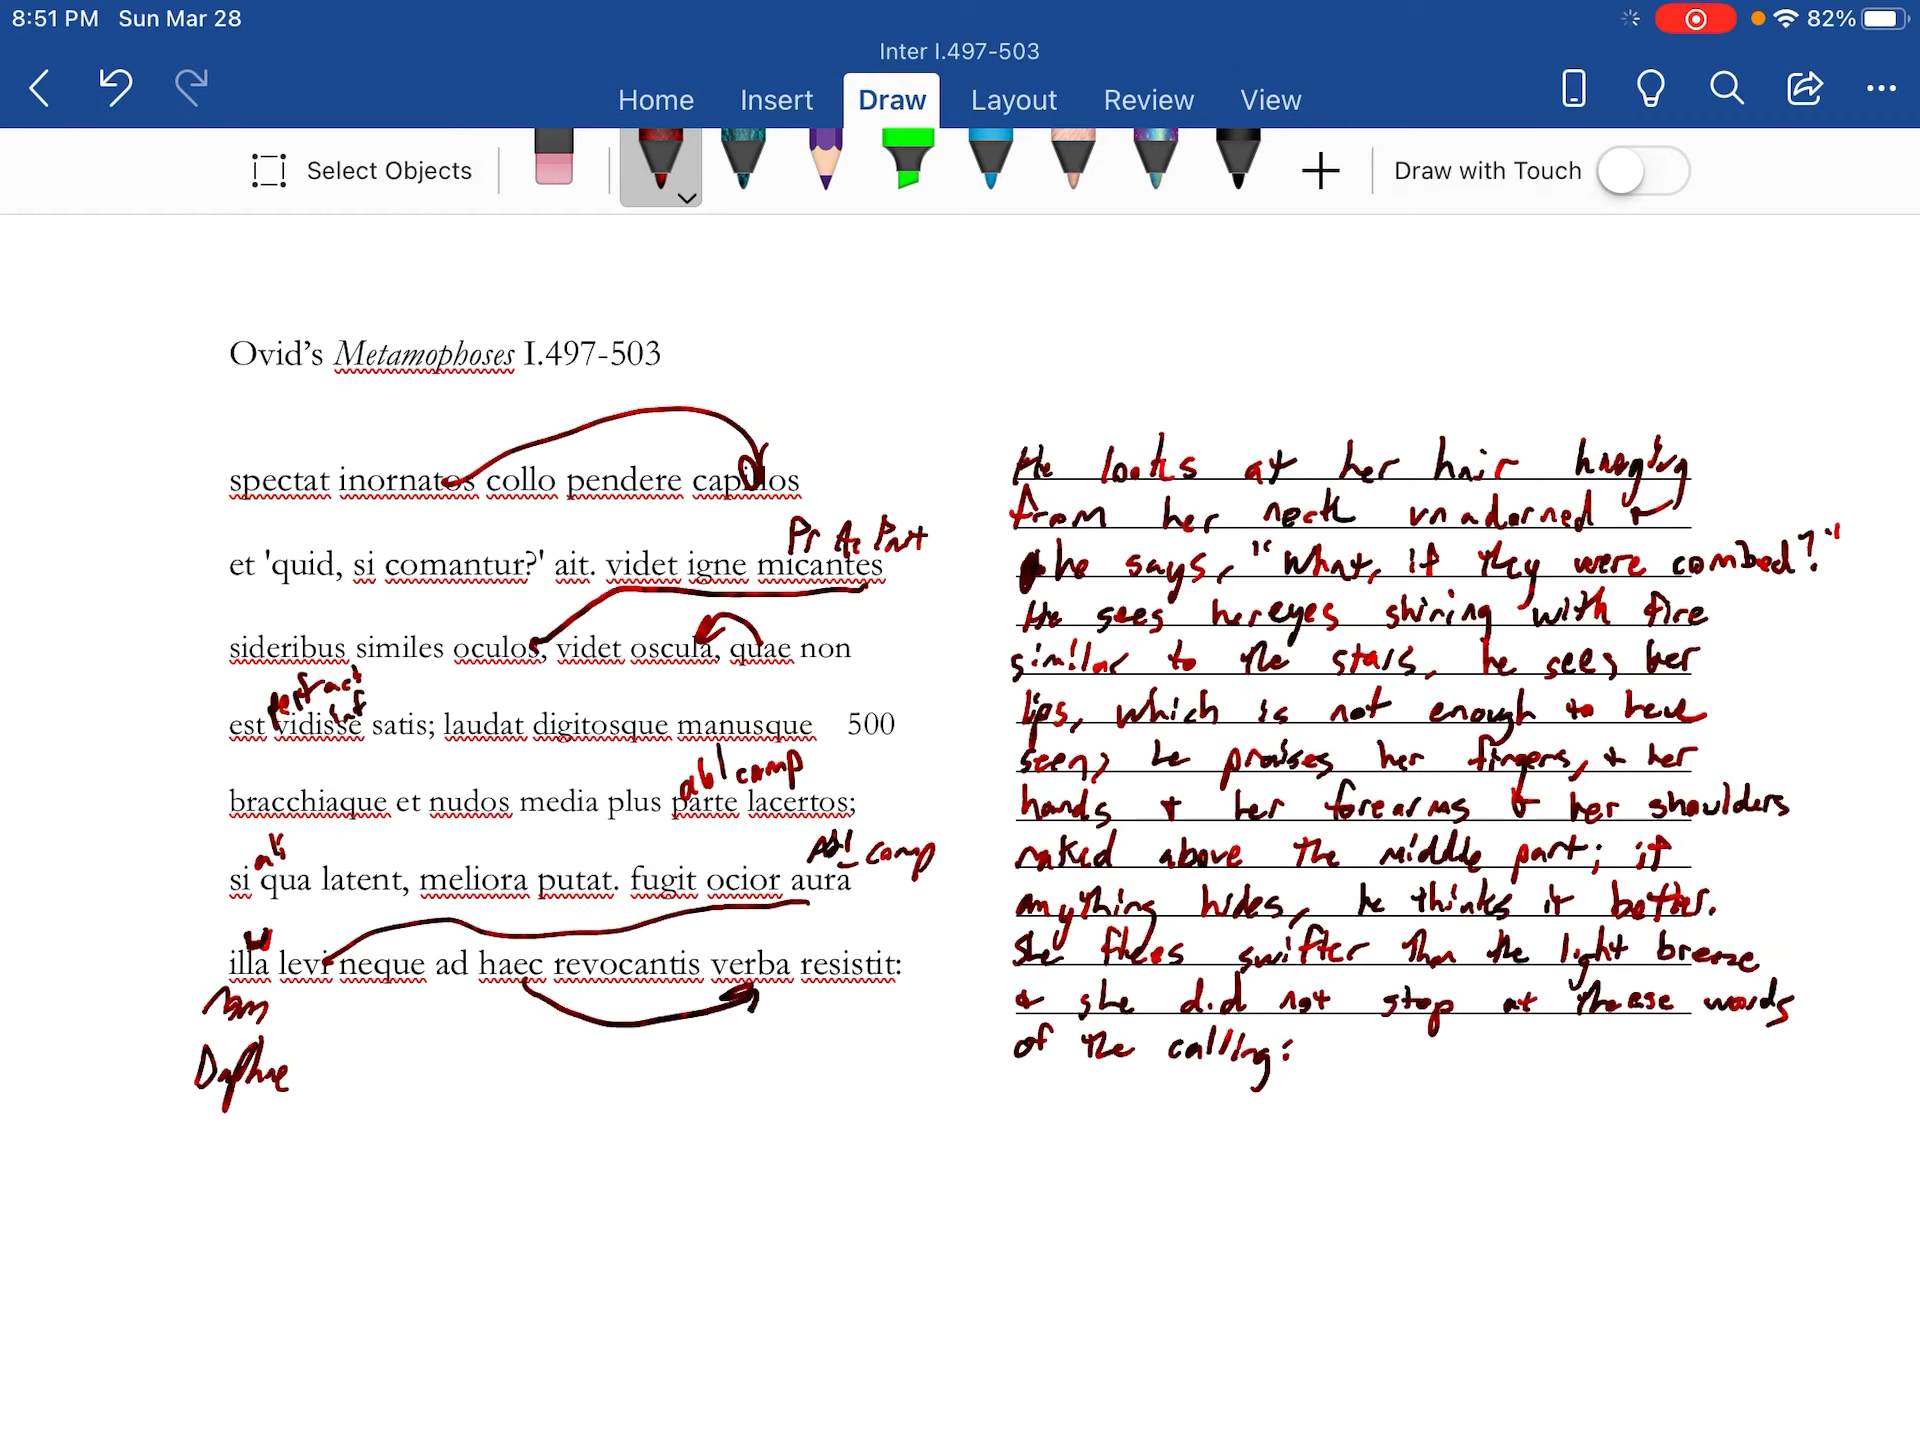 8:51 PM Sun Mar 28
82%
Inter I.497-503
Home Insert Draw Layout Review View
Select Objects
Draw with Touch
Ovid's Metamophoses I.497-503
spectat inornatos collo pendere capillos
Pr Ac Part
et 'quid, si comantur?' ait. videt igne micantes
sideribus similes oculos, videt oscula, quae non
perf act
inf
est vidisse satis; laudat digitosque manusque 500
abl comp
bracchiaque et nudos media plus parte lacertos;
ali
abl comp
si qua latent, meliora putat. fugit ocior aura
illa levi neque ad haec revocantis verba resistit:
nom
Daphne
He looks at her hair hanging
from her neck unadorned +
he says, "What, if they were combed?"
He sees her eyes shining with fire
similar to the stars, he sees her
lips, which is not enough to have
seen; he praises her fingers, + her
hands + her forearms + her shoulders
naked above the middle part; if
anything hides, he thinks it better.
She flees swifter than the light breeze
+ she did not stop at these words
of the calling: